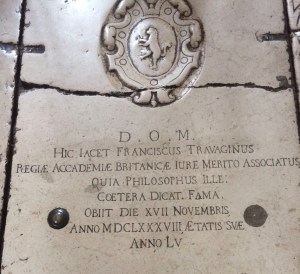 D. O. M.
HIC IACET FRANCISCUS TRAVAGINUS
REGIÆ ACCADEMIÆ BRITANICÆ IURE MERITO ASSOCIATUS
QUIA PHILOSOPHUS ILLE:
COETERA DICAT FAMA.
OBIIT DIE XVII NOVEMBRIS
ANNO MDCLXXXVIII ÆTATIS SUÆ
ANNO LV